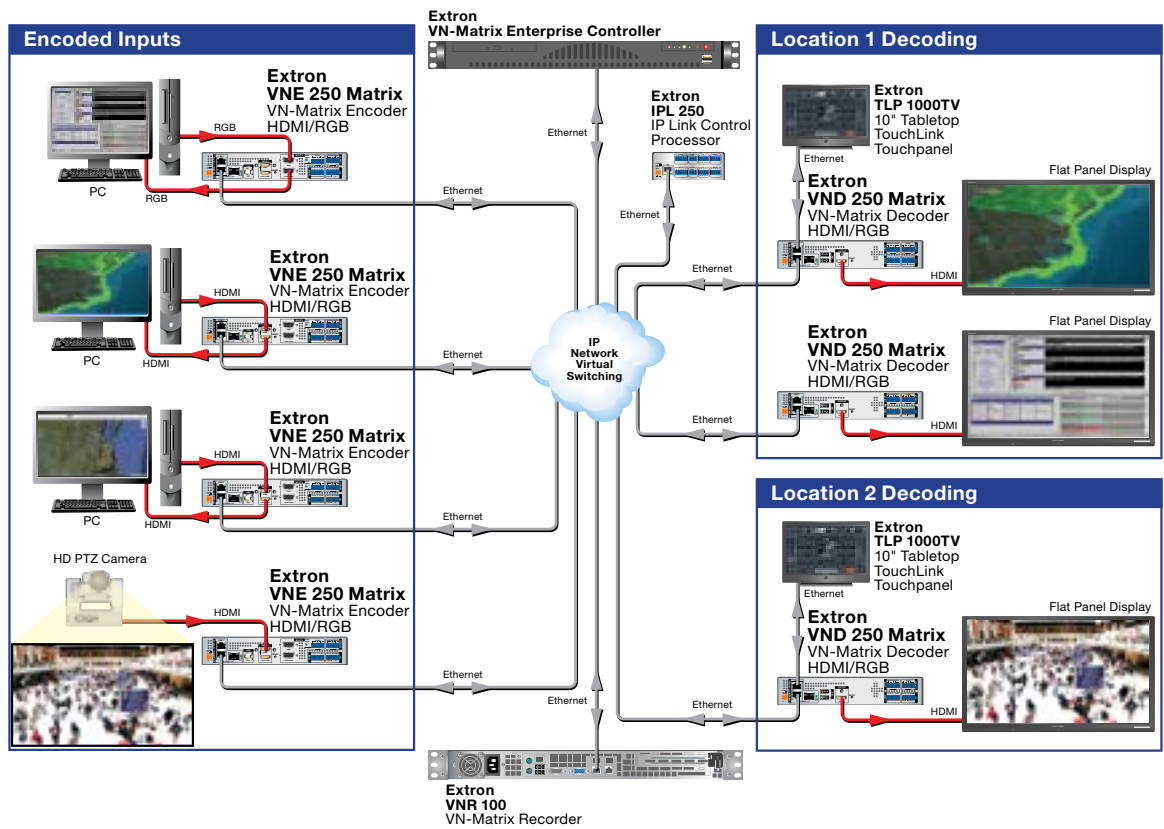 Extron
VN-Matrix Enterprise Controller
Encoded Inputs
Extron
VNE 250 Matrix
VN-Matrix Encoder
HDMI/RGB
RGB
PC
RGB
Ethernet
Extron
VNE 250 Matrix
VN-Matrix Encoder
HDMI/RGB
HDMI
PC
HDMI
Ethernet
Extron
VNE 250 Matrix
VN-Matrix Encoder
HDMI/RGB
HDMI
PC
HDMI
Ethernet
HD PTZ Camera
Extron
VNE 250 Matrix
VN-Matrix Encoder
HDMI/RGB
HDMI
Ethernet
Ethernet
Extron
IPL 250
IP Link Control
Processor
Ethernet
IP
Network
Virtual
Switching
Ethernet
Extron
VNR 100
VN-Matrix Recorder
Location 1 Decoding
Extron
TLP 1000TV
10" Tabletop
TouchLink
Touchpanel
Ethernet
Extron
VND 250 Matrix
VN-Matrix Decoder
HDMI/RGB
Ethernet
HDMI
Flat Panel Display
Extron
VND 250 Matrix
VN-Matrix Decoder
HDMI/RGB
Ethernet
HDMI
Flat Panel Display
Location 2 Decoding
Extron
TLP 1000TV
10" Tabletop
TouchLink
Touchpanel
Ethernet
Extron
VND 250 Matrix
VN-Matrix Decoder
HDMI/RGB
Ethernet
HDMI
Flat Panel Display